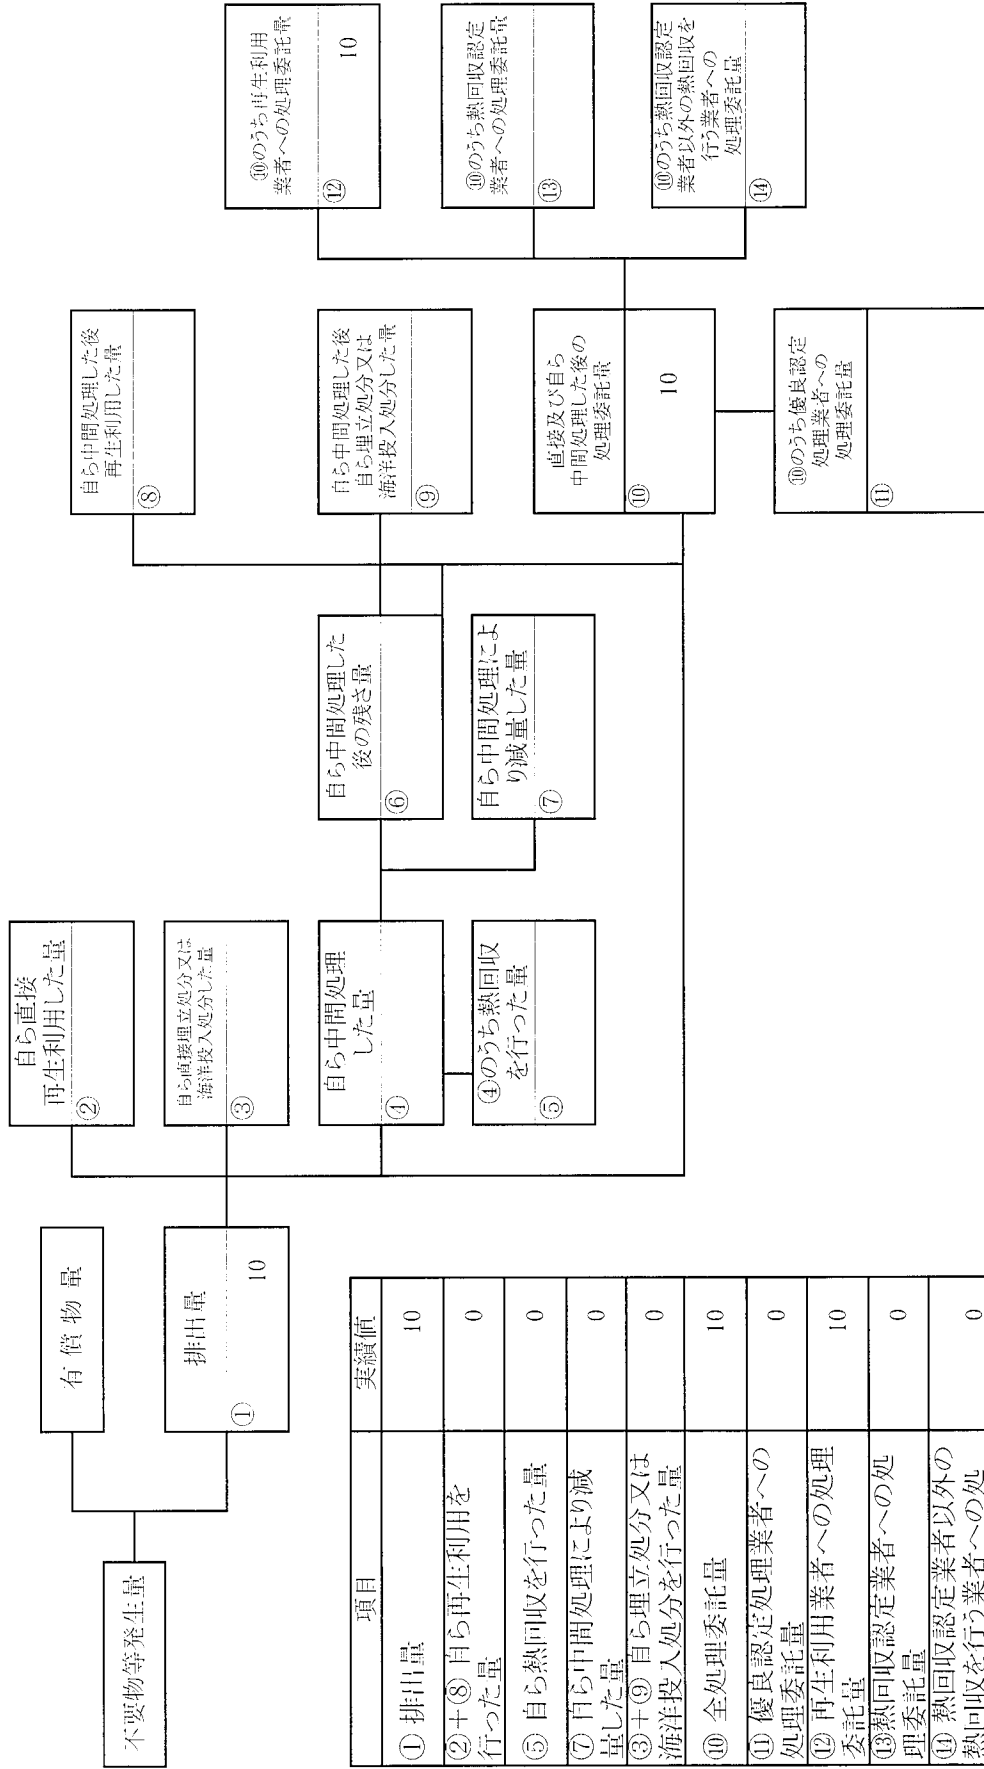 不要物等発生量
有 償 物 量
排出量
①
10
自ら直接
再生利用した量
②
自ら直接埋立処分又は
海洋投入処分した量
③
自ら中間処理
した量
④
④のうち熱回収
を行った量
⑤
自ら中間処理した
後の残さ量
⑥
自ら中間処理によ
り減量した量
⑦
自ら中間処理した後
再生利用した量
⑧
自ら中間処理した後
自ら埋立処分又は
海洋投入処分した量
⑨
直接及び自ら
中間処理した後の
処理委託量
⑩
10
⑩のうち優良認定
処理業者への
処理委託量
⑪
⑩のうち再生利用
業者への処理委託量
⑫
10
⑩のうち熱回収認定
業者への処理委託量
⑬
⑩のうち熱回収認定
業者以外の熱回収を
行う業者への
処理委託量
⑭
項目 実績値
① 排出量 10
②+⑧ 自ら再生利用を
行った量 0
⑤ 自ら熱回収を行った量 0
⑦ 自ら中間処理により減
量した量 0
③+⑨ 自ら埋立処分又は
海洋投入処分を行った量 0
⑩ 全処理委託量 10
⑪ 優良認定処理業者への
処理委託量 0
⑫ 再生利用業者への処理
委託量 10
⑬熱回収認定業者への処
理委託量 0
⑭ 熱回収認定業者以外の
熱回収を行う業者への処 0